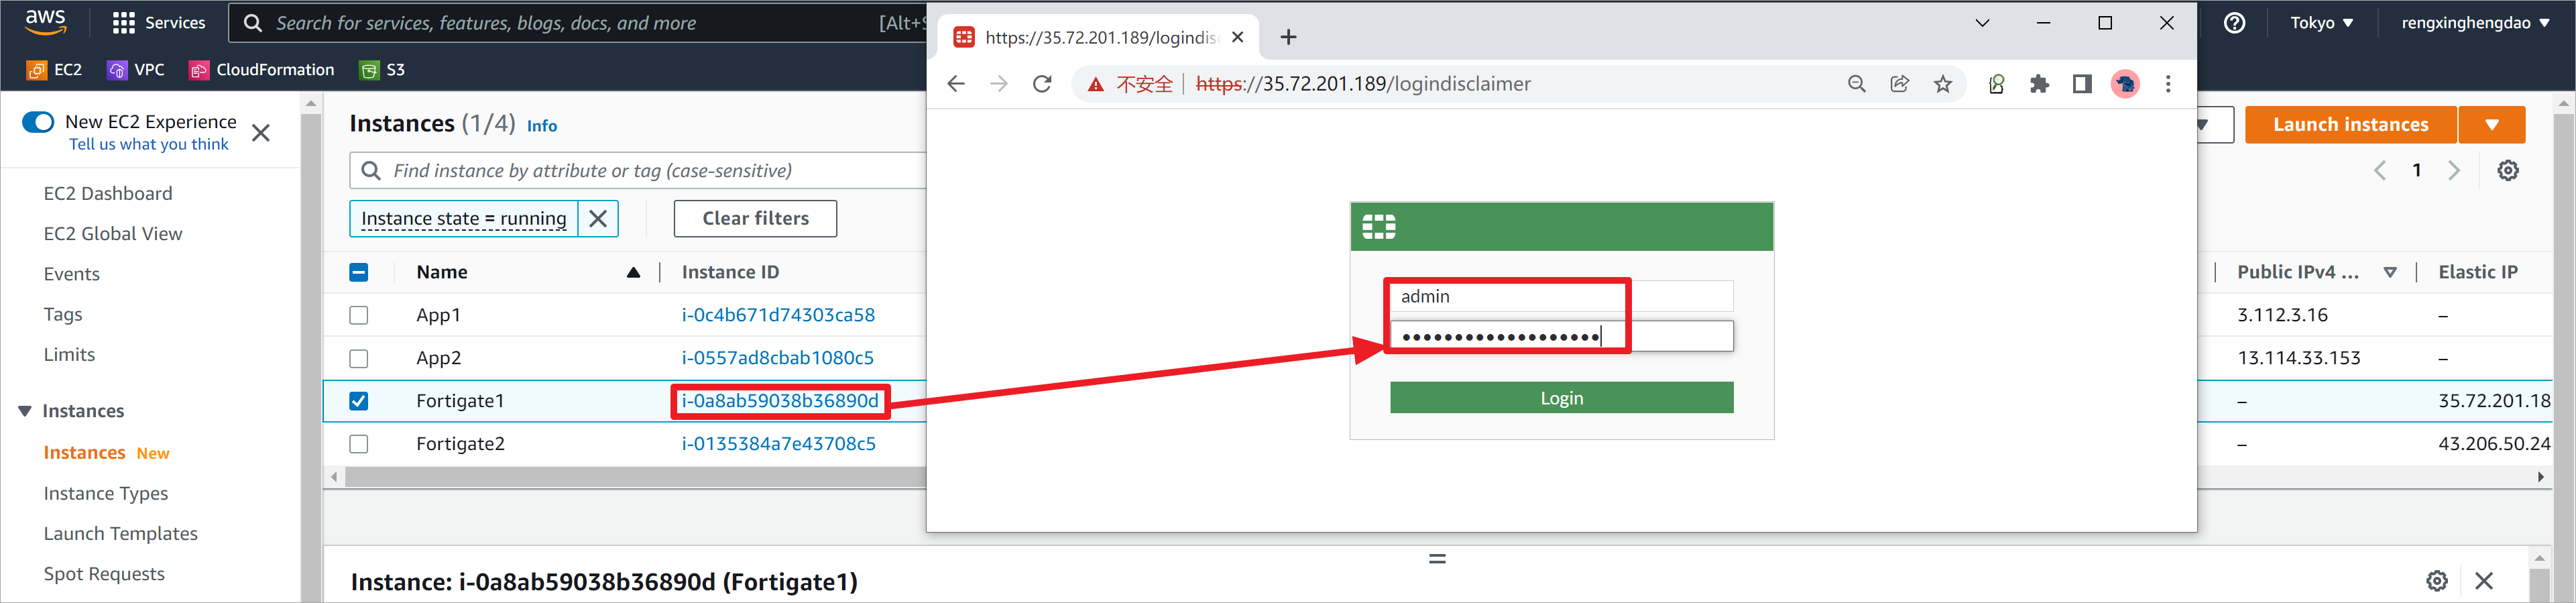 aws
Services
Search for services, features, blogs, docs, and more
[Alt+S
Tokyo
rengxinghengdao
EC2
VPC
CloudFormation
S3
https://35.72.201.189/logindisc
不安全
https://35.72.201.189/logindisclaimer
New EC2 Experience
Tell us what you think
EC2 Dashboard
EC2 Global View
Events
Tags
Limits
Instances
Instances New
Instance Types
Launch Templates
Spot Requests
Instances (1/4) Info
Find instance by attribute or tag (case-sensitive)
Instance state = running
Clear filters
Launch instances
1
Name Instance ID Public IPv4 ... Elastic IP
App1 i-0c4b671d74303ca58 3.112.3.16 –
App2 i-0557ad8cbab1080c5 13.114.33.153 –
Fortigate1 i-0a8ab59038b36890d – 35.72.201.18
Fortigate2 i-0135384a7e43708c5 – 43.206.50.24
admin
Login
Instance: i-0a8ab59038b36890d (Fortigate1)